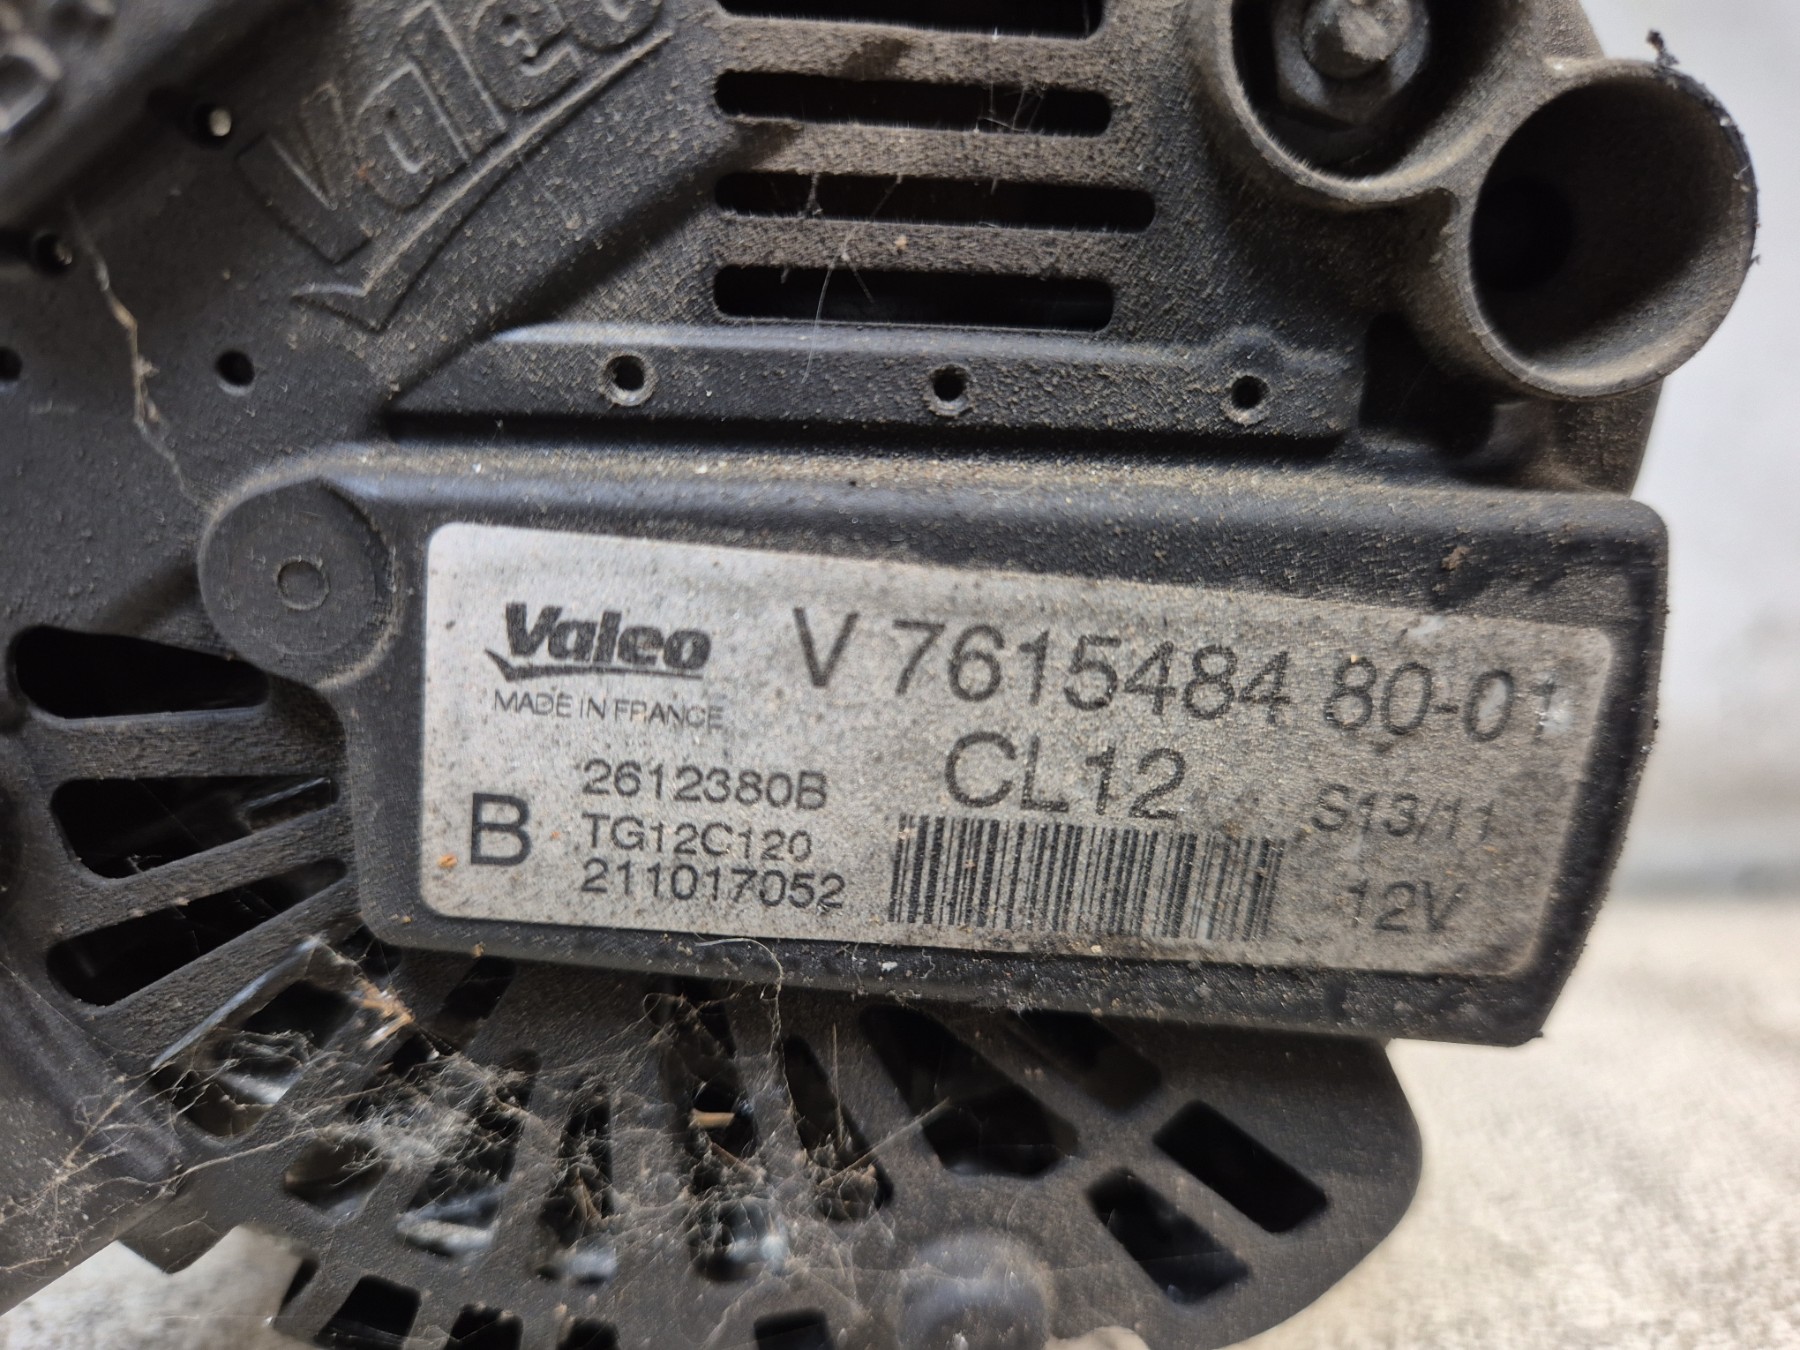 Valeo
Valeo
MADE IN FRANCE
V 7615484 80-01
CL12
2612380B
B
TG12C120
211017052
S13/11
12V